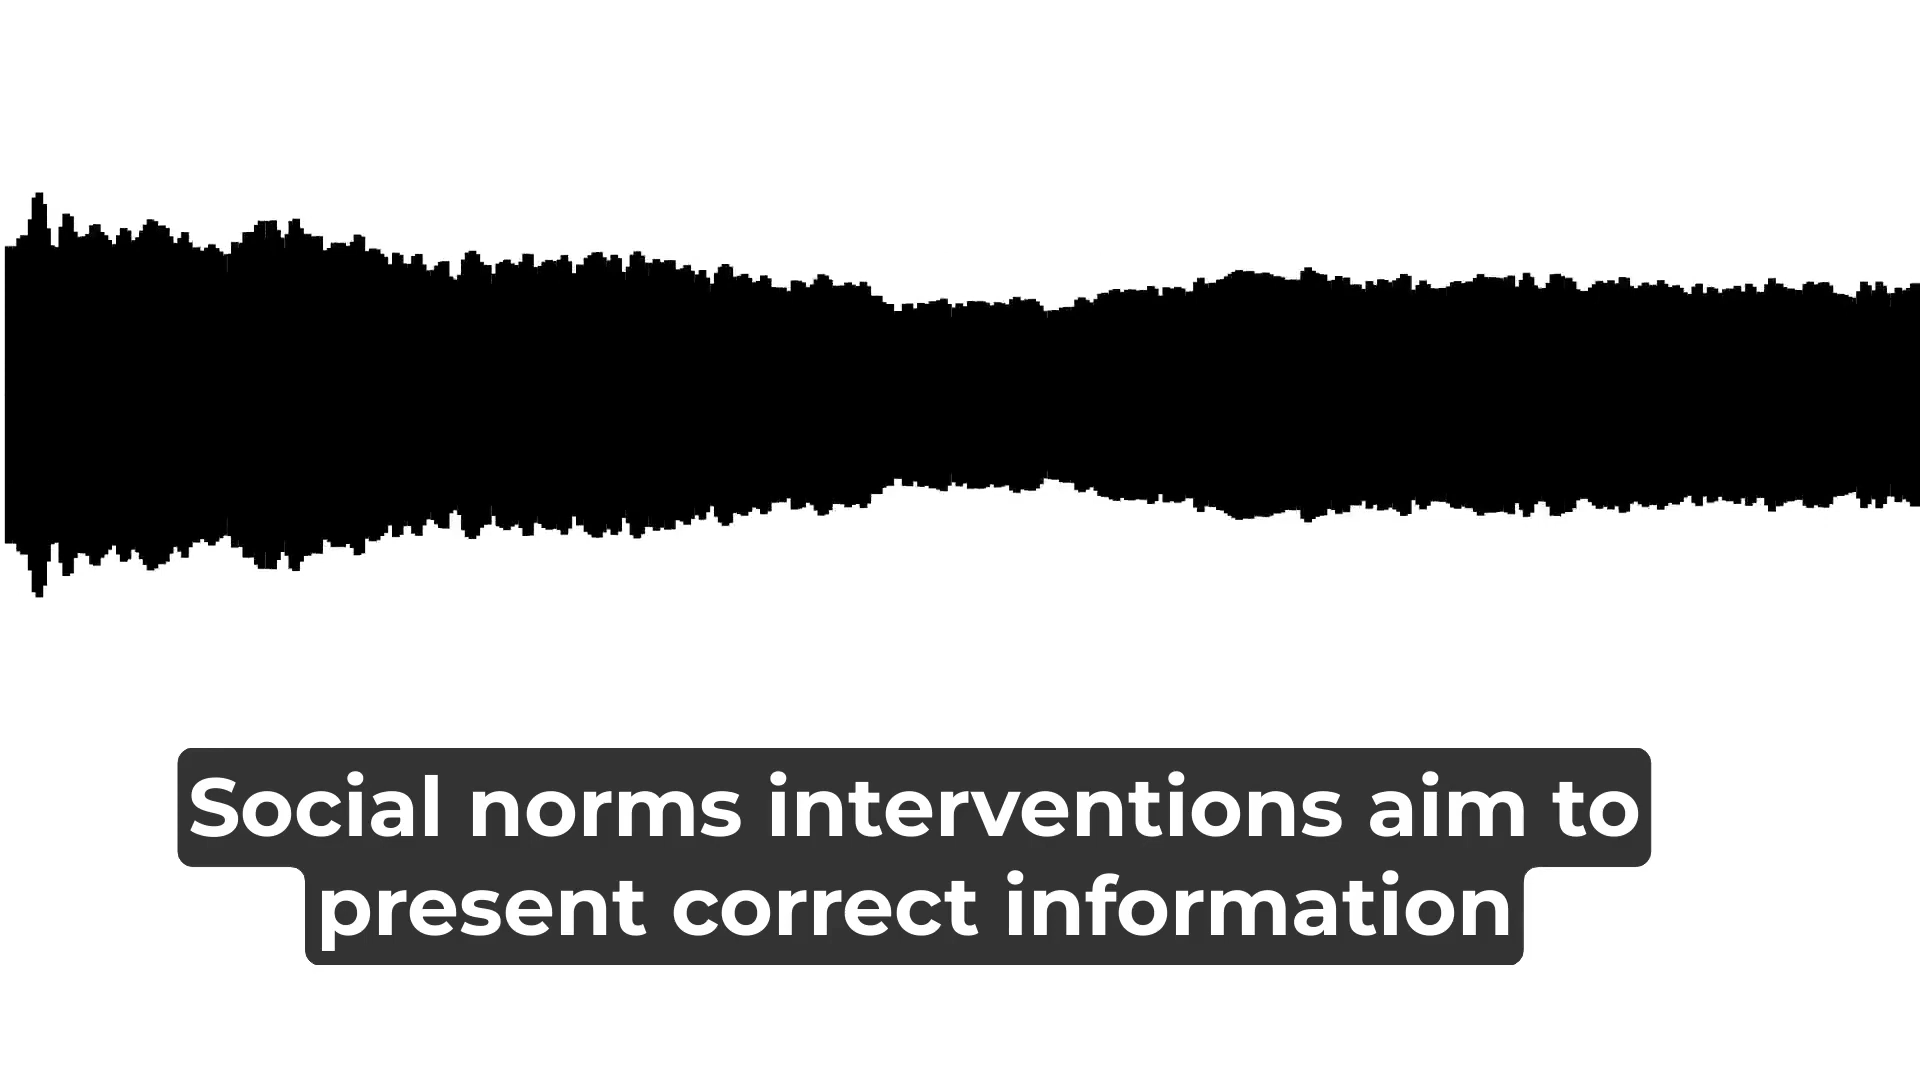 Social norms interventions aim to
present correct information